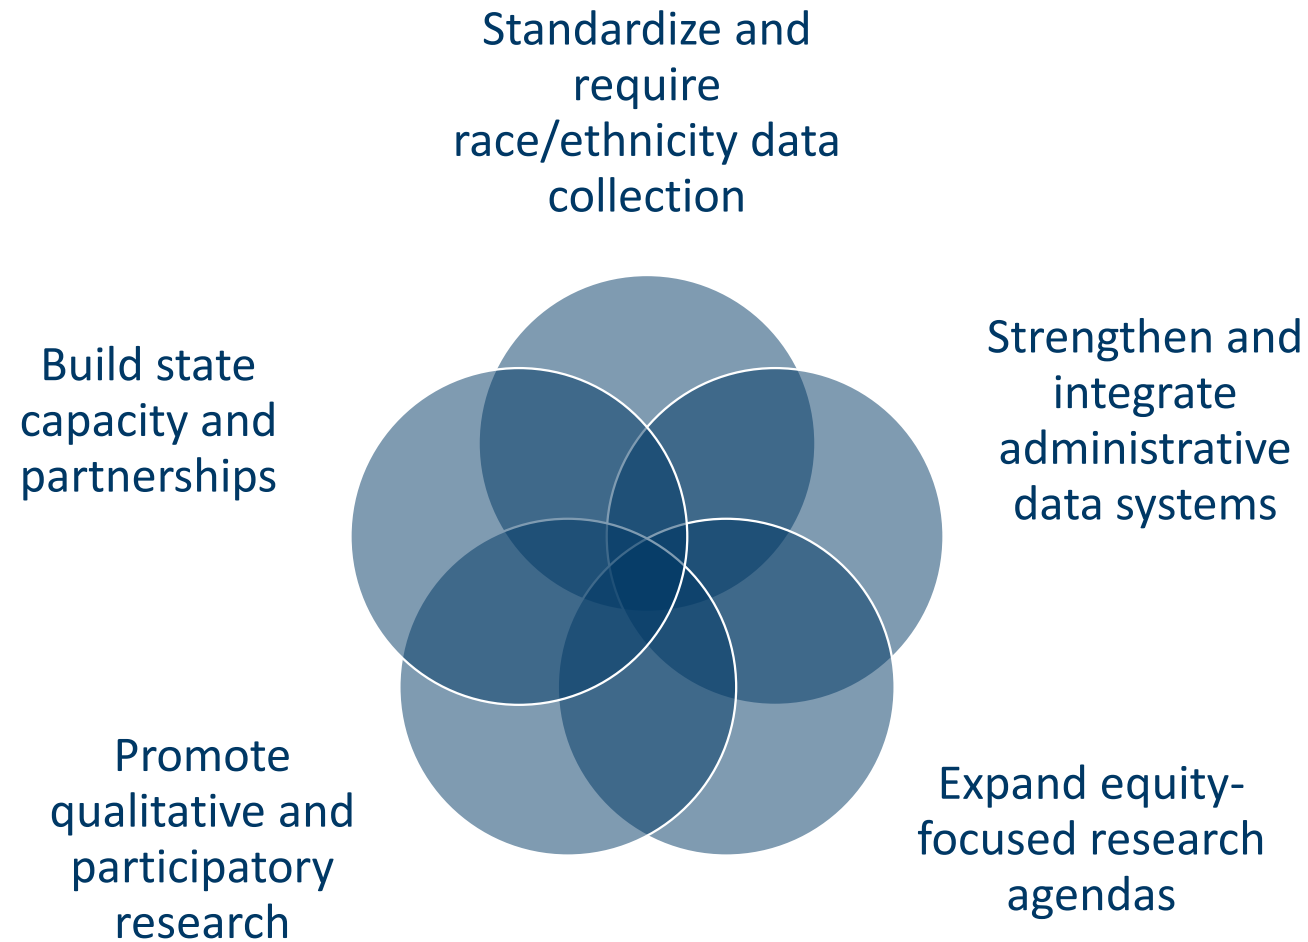 Standardize and
require
race/ethnicity data
collection
Strengthen and
integrate
administrative
data systems
Expand equity-
focused research
agendas
Promote
qualitative and
participatory
research
Build state
capacity and
partnerships